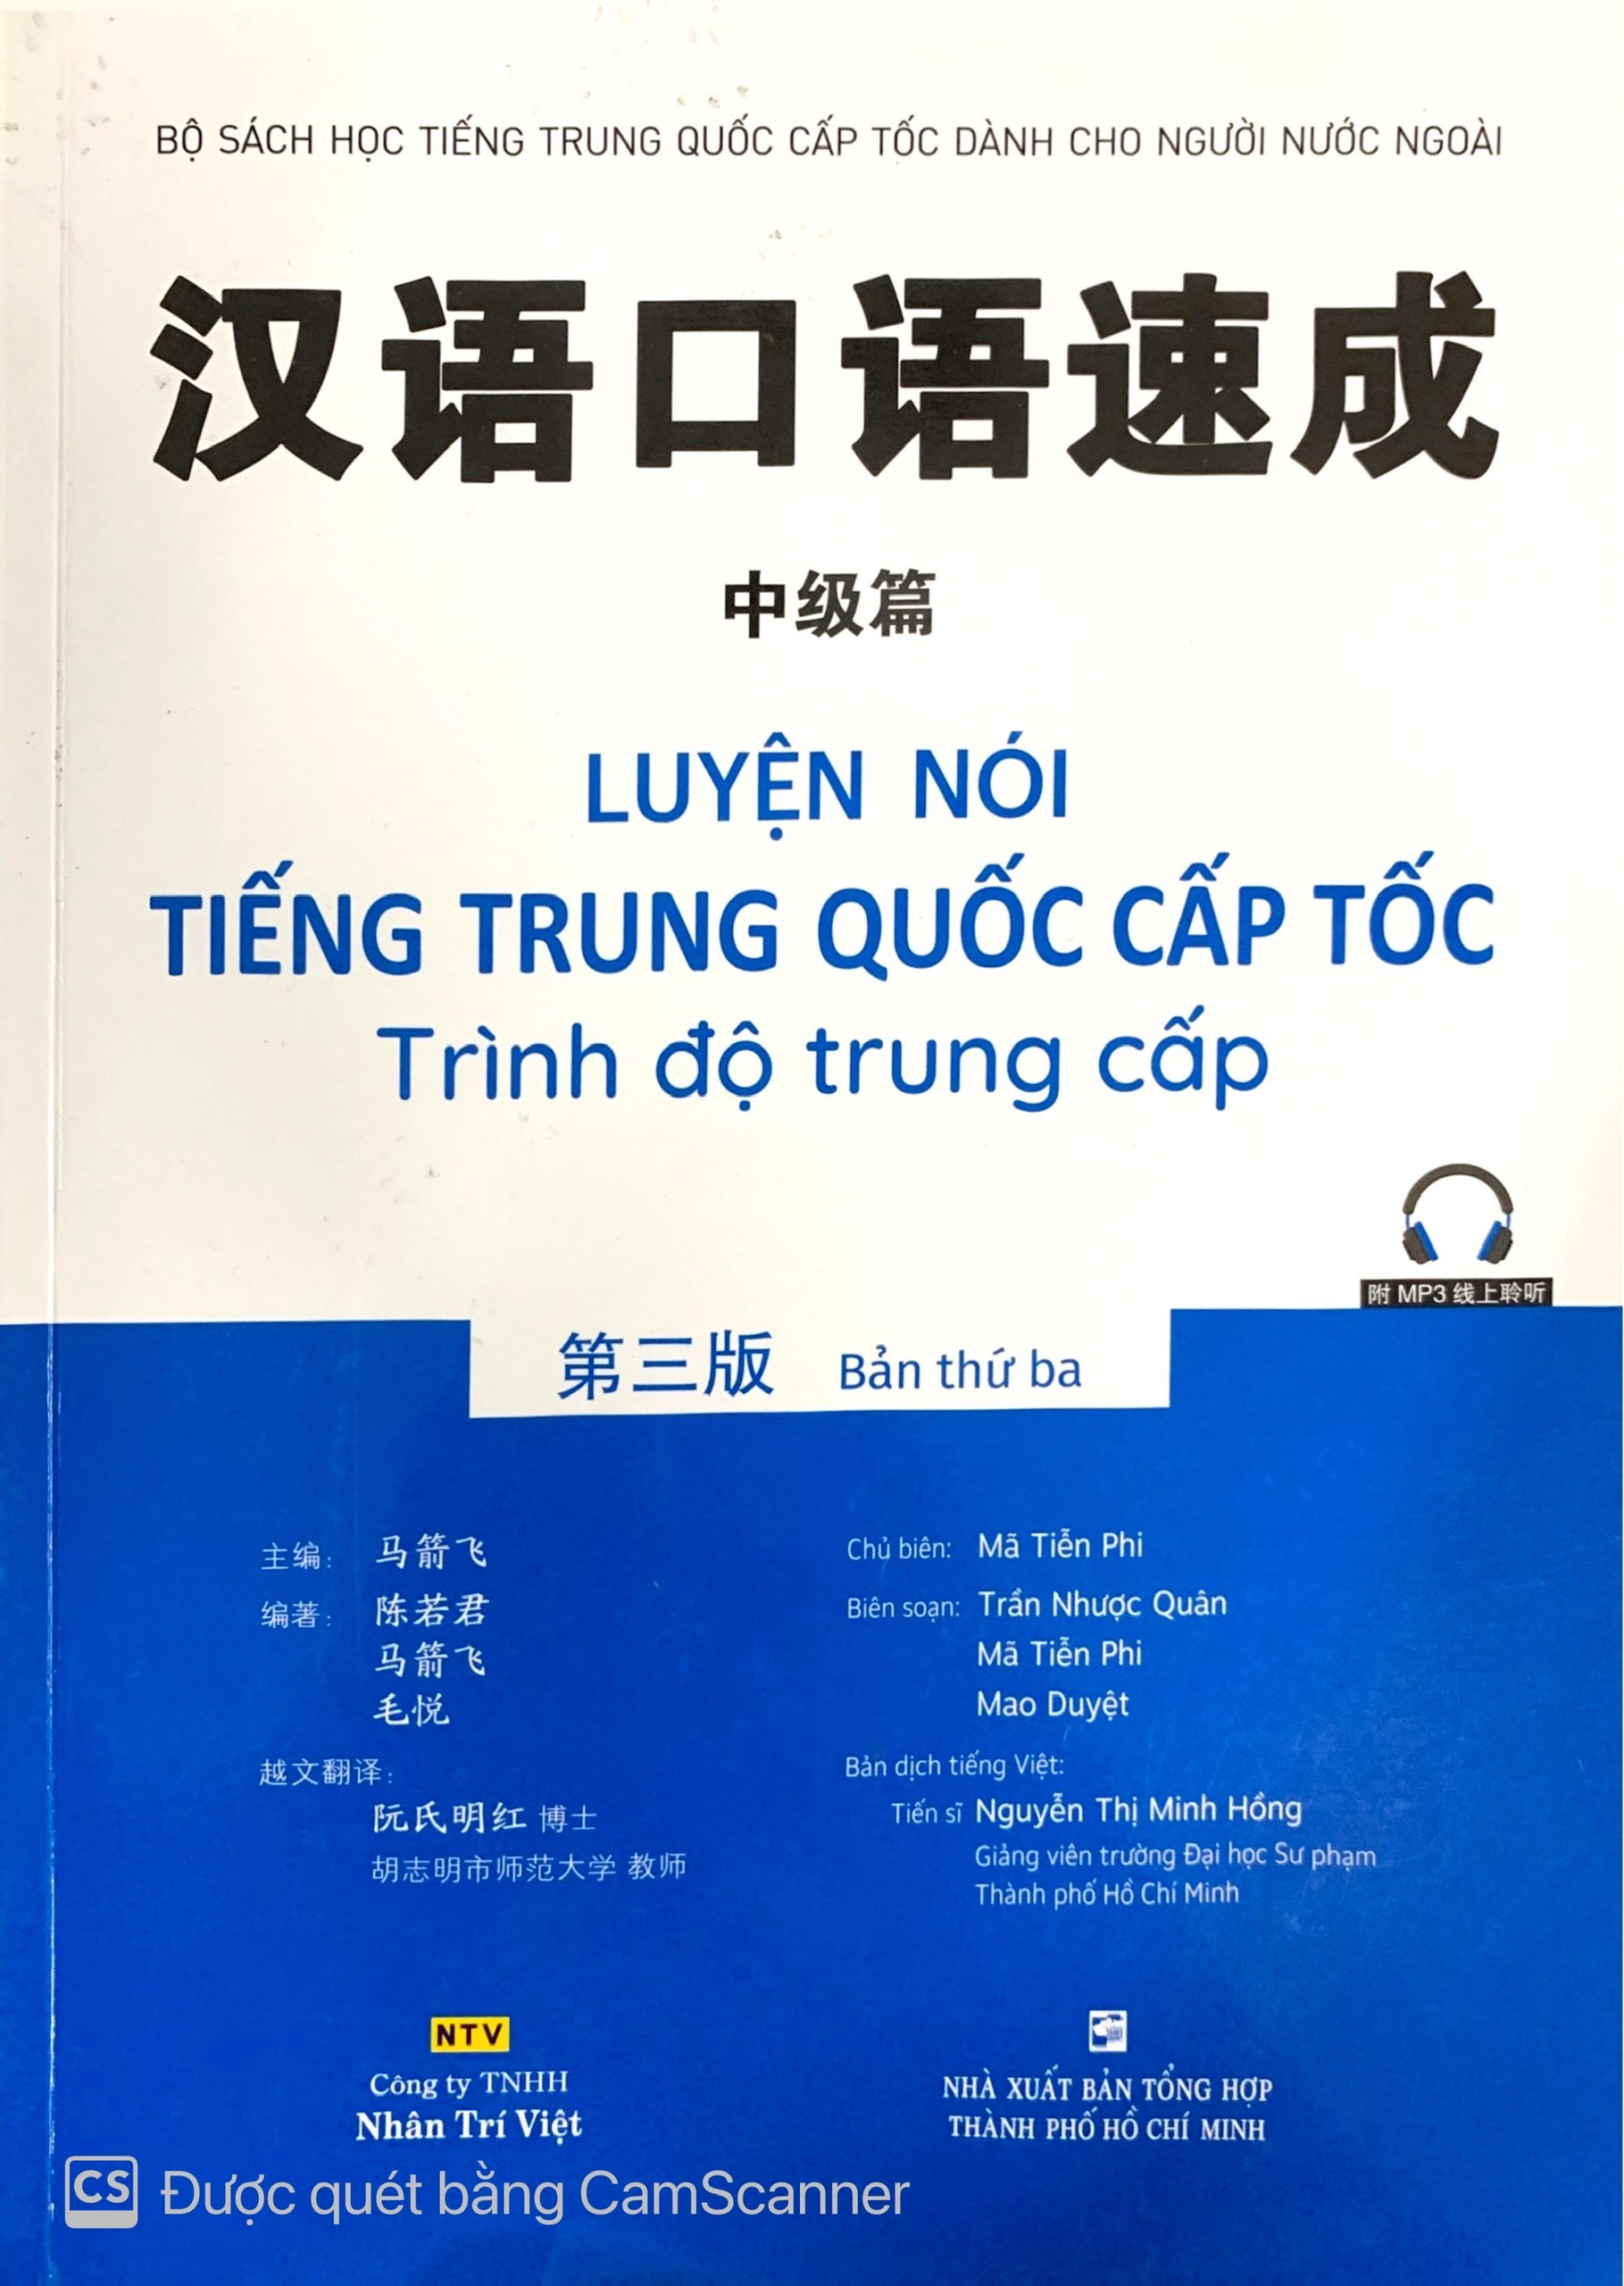 BỘ SÁCH HỌC TIẾNG TRUNG QUỐC CẤP TỐC DÀNH CHO NGƯỜI NƯỚC NGOÀI
汉语口语速成
中级篇
LUYỆN NÓI
TIẾNG TRUNG QUỐC CẤP TỐC
Trình độ trung cấp
附 MP3 线上聆听
第三版 Bản thứ ba
主编: 马箭飞
编著: 陈若君
马箭飞
毛悦
越文翻译:
阮氏明红 博士
胡志明市师范大学 教师
Chủ biên: Mã Tiễn Phi
Biên soạn: Trần Nhược Quân
Mã Tiễn Phi
Mao Duyệt
Bản dịch tiếng Việt:
Tiến sĩ Nguyễn Thị Minh Hồng
Giảng viên trường Đại học Sư phạm
Thành phố Hồ Chí Minh
NTV
Công ty TNHH
Nhân Trí Việt
NHÀ XUẤT BẢN TỔNG HỢP
THÀNH PHỐ HỒ CHÍ MINH
CS Được quét bằng CamScanner